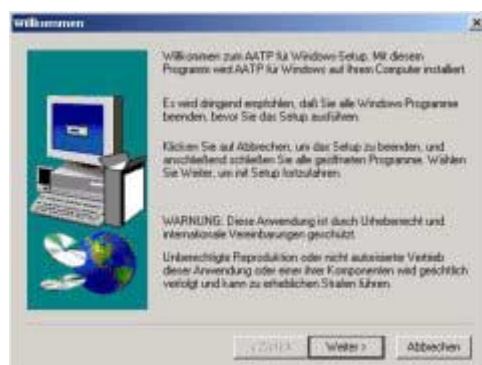 Willkommen
Willkommen zum AATP für Windows-Setup. Mit diesem
Programm wird AATP für Windows auf Ihrem Computer installiert.
Es wird dringend empfohlen, daß Sie alle Windows-Programme
beenden, bevor Sie das Setup ausführen.
Klicken Sie auf Abbrechen, um das Setup zu beenden, und
anschließend schließen Sie alle geöffneten Programme. Wählen
Sie Weiter, um mit Setup fortzufahren.
WARNUNG: Diese Anwendung ist durch Urheberrecht und
internationale Vereinbarungen geschützt.
Unberechtigte Reproduktion oder nicht autorisierte Vertrieb
dieser Anwendung oder einer ihrer Komponenten wird gerichtlich
verfolgt und kann zu erheblichen Strafen führen.
< Zurück Weiter > Abbrechen